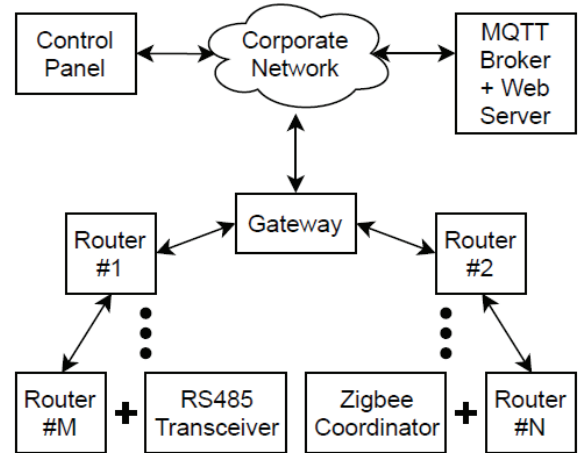 Control
Panel
Corporate
Network
MQTT
Broker
+ Web
Server
Gateway
Router
#1
Router
#2
Router
#M
+
RS485
Transceiver
Zigbee
Coordinator
+
Router
#N